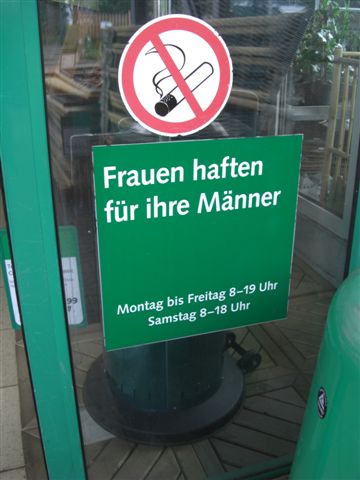 Frauen haften
für ihre Männer
Montag bis Freitag 8–19 Uhr
Samstag 8–18 Uhr